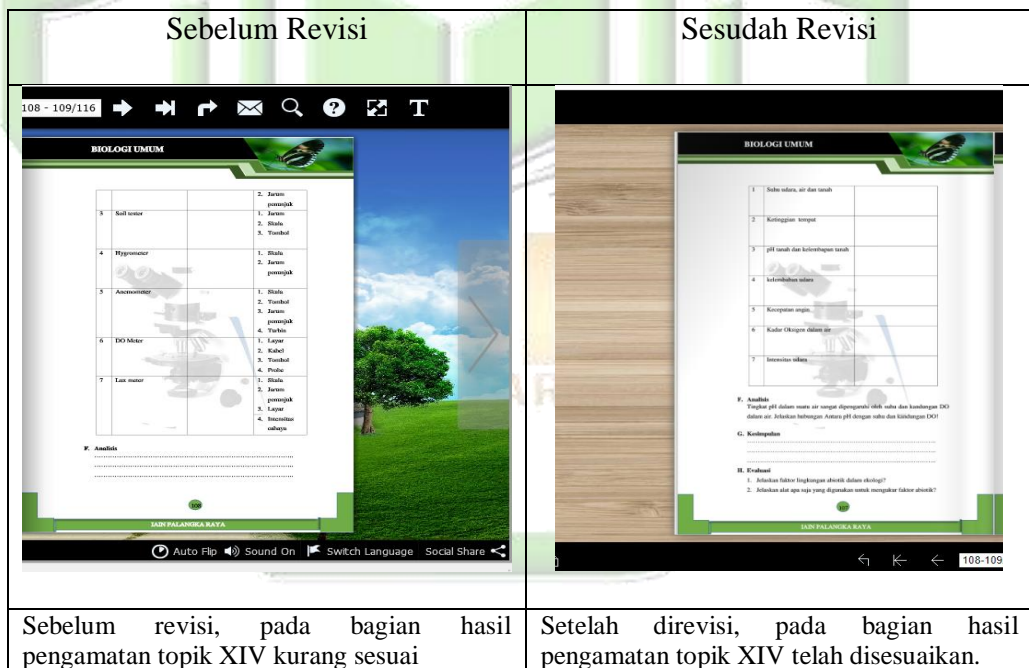 Sebelum Revisi
Sesudah Revisi
108 - 109/116
T
BIOLOGI UMUM
2. Jarum
penunjuk
3 Soil tester 1. Jarum
2. Skala
3. Tombol
4 Hygrometer 1. Skala
2. Jarum
penunjuk
5 Anemometer 1. Skala
2. Tombol
3. Jarum
penunjuk
4. Turbin
6 DO Meter 1. Layar
2. Kabel
3. Tombol
4. Probe
7 Lux meter 1. Skala
2. Jarum
penunjuk
3. Layar
4. Intensitas
cahaya
F. Analisis
108
IAIN PALANGKA RAYA
Auto Flip Sound On Switch Language Social Share
BIOLOGI UMUM
1 Suhu udara, air dan tanah
2 Ketinggian tempat
3 pH tanah dan kelembapan tanah
4 kelembaban udara
5 Kecepatan angin
6 Kadar Oksigen dalam air
7 Intensitas udara
F. Analisis
Tingkat pH dalam suatu air sangat dipengaruhi oleh suhu dan kandungan DO
dalam air. Jelaskan hubungan Antara pH dengan suhu dan Kandungan DO!
G. Kesimpulan
H. Evaluasi
1. Jelaskan faktor lingkungan abiotik dalam ekologi?
2. Jelaskan alat apa saja yang digunakan untuk mengukur faktor abiotik?
107
IAIN PALANGKA RAYA
108-109
Sebelum revisi, pada bagian hasil
pengamatan topik XIV kurang sesuai
Setelah direvisi, pada bagian hasil
pengamatan topik XIV telah disesuaikan.